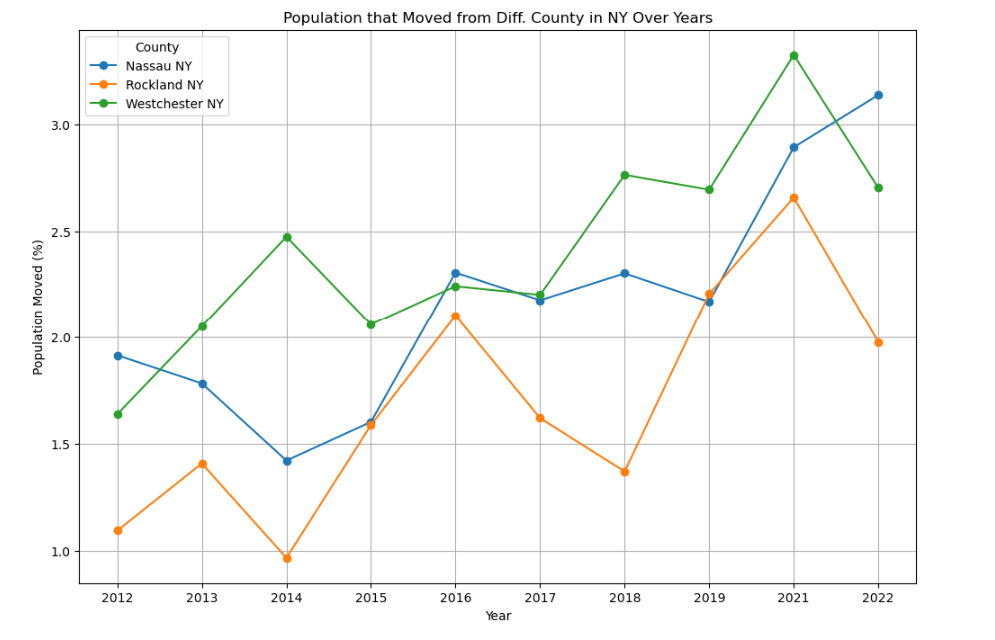 Population that Moved from Diff. County in NY Over Years
County
Nassau NY
Rockland NY
Westchester NY
Population Moved (%)
3.0
2.5
2.0
1.5
1.0
2012 2013 2014 2015 2016 2017 2018 2019 2021 2022
Year